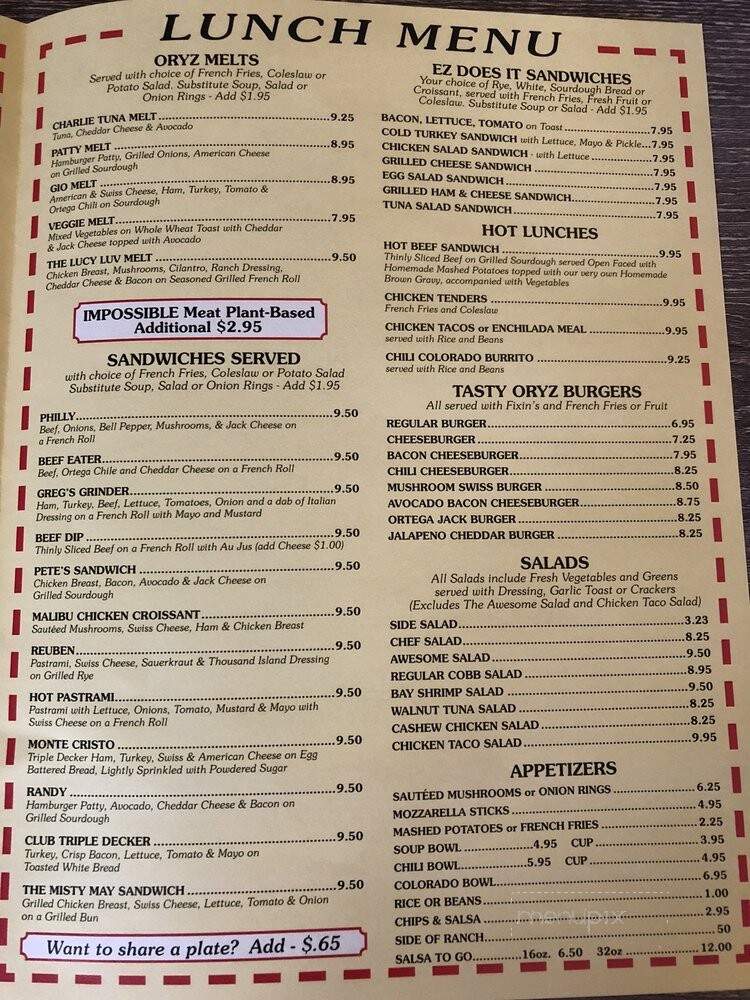 LUNCH MENU
ORYZ MELTS
Served with choice of French Fries, Coleslaw or
Potato Salad. Substitute Soup, Salad or
Onion Rings - Add $1.95
CHARLIE TUNA MELT 9.25
Tuna, Cheddar Cheese & Avocado
PATTY MELT 8.95
Hamburger Patty, Grilled Onions, American Cheese
on Grilled Sourdough
GIO MELT 8.95
American & Swiss Cheese, Ham, Turkey, Tomato &
Ortega Chili on Sourdough
VEGGIE MELT 7.95
Mixed Vegetables on Whole Wheat Toast with Cheddar
& Jack Cheese topped with Avocado
THE LUCY LUV MELT 9.50
Chicken Breast, Mushrooms, Cilantro, Ranch Dressing,
Cheddar Cheese & Bacon on Seasoned Grilled French Roll
IMPOSSIBLE Meat Plant-Based
Additional $2.95
SANDWICHES SERVED
with choice of French Fries, Coleslaw or Potato Salad
Substitute Soup, Salad or Onion Rings - Add $1.95
PHILLY 9.50
Beef, Onions, Bell Pepper, Mushrooms, & Jack Cheese on
a French Roll
BEEF EATER 9.50
Beef, Ortega Chile and Cheddar Cheese on a French Roll
GREG'S GRINDER 9.50
Ham, Turkey, Beef, Lettuce, Tomatoes, Onion and a dab of Italian
Dressing on a French Roll with Mayo and Mustard
BEEF DIP 9.50
Thinly Sliced Beef on a French Roll with Au Jus (add Cheese $1.00)
PETE'S SANDWICH 9.50
Chicken Breast, Bacon, Avocado & Jack Cheese on
Grilled Sourdough
MALIBU CHICKEN CROISSANT 9.50
Sautéed Mushrooms, Swiss Cheese, Ham & Chicken Breast
REUBEN 9.50
Pastrami, Swiss Cheese, Sauerkraut & Thousand Island Dressing
on Grilled Rye
HOT PASTRAMI 9.50
Pastrami with Lettuce, Onions, Tomato, Mustard & Mayo with
Swiss Cheese on a French Roll
MONTE CRISTO 9.50
Triple Decker Ham, Turkey, Swiss & American Cheese on Egg
Battered Bread, Lightly Sprinkled with Powdered Sugar
RANDY 9.50
Hamburger Patty, Avocado, Cheddar Cheese & Bacon on
Grilled Sourdough
CLUB TRIPLE DECKER 9.50
Turkey, Crisp Bacon, Lettuce, Tomato & Mayo on
Toasted White Bread
THE MISTY MAY SANDWICH 9.50
Grilled Chicken Breast, Swiss Cheese, Lettuce, Tomato & Onion
on a Grilled Bun
Want to share a plate? Add - $.65
EZ DOES IT SANDWICHES
Your choice of Rye, White, Sourdough Bread or
Croissant, served with French Fries, Fresh Fruit or
Coleslaw. Substitute Soup or Salad - Add $1.95
BACON, LETTUCE, TOMATO on Toast 7.95
COLD TURKEY SANDWICH with Lettuce, Mayo & Pickle 7.95
CHICKEN SALAD SANDWICH - with Lettuce 7.95
GRILLED CHEESE SANDWICH 7.95
EGG SALAD SANDWICH 7.95
GRILLED HAM & CHEESE SANDWICH 7.95
TUNA SALAD SANDWICH 7.95
HOT LUNCHES
HOT BEEF SANDWICH 9.95
Thinly Sliced Beef on Grilled Sourdough served Open Faced with
Homemade Mashed Potatoes topped with our very own Homemade
Brown Gravy, accompanied with Vegetables
CHICKEN TENDERS 9.95
French Fries and Coleslaw
CHICKEN TACOS or ENCHILADA MEAL 9.95
served with Rice and Beans
CHILI COLORADO BURRITO 9.25
served with Rice and Beans
TASTY ORYZ BURGERS
All served with Fixin's and French Fries or Fruit
REGULAR BURGER 6.95
CHEESEBURGER 7.25
BACON CHEESEBURGER 7.95
CHILI CHEESEBURGER 8.25
MUSHROOM SWISS BURGER 8.50
AVOCADO BACON CHEESEBURGER 8.75
ORTEGA JACK BURGER 8.25
JALAPENO CHEDDAR BURGER 8.25
SALADS
All Salads include Fresh Vegetables and Greens
served with Dressing, Garlic Toast or Crackers
(Excludes The Awesome Salad and Chicken Taco Salad)
SIDE SALAD 3.23
CHEF SALAD 8.25
AWESOME SALAD 9.50
REGULAR COBB SALAD 8.95
BAY SHRIMP SALAD 9.50
WALNUT TUNA SALAD 8.25
CASHEW CHICKEN SALAD 8.25
CHICKEN TACO SALAD 9.95
APPETIZERS
SAUTÉED MUSHROOMS or ONION RINGS 6.25
MOZZARELLA STICKS 4.95
MASHED POTATOES or FRENCH FRIES 2.25
SOUP BOWL 4.95 CUP 3.95
CHILI BOWL 5.95 CUP 4.95
COLORADO BOWL 6.95
RICE OR BEANS 1.00
CHIPS & SALSA 2.95
SIDE OF RANCH 50
SALSA TO GO 16oz. 6.50 32oz 12.00
menupix